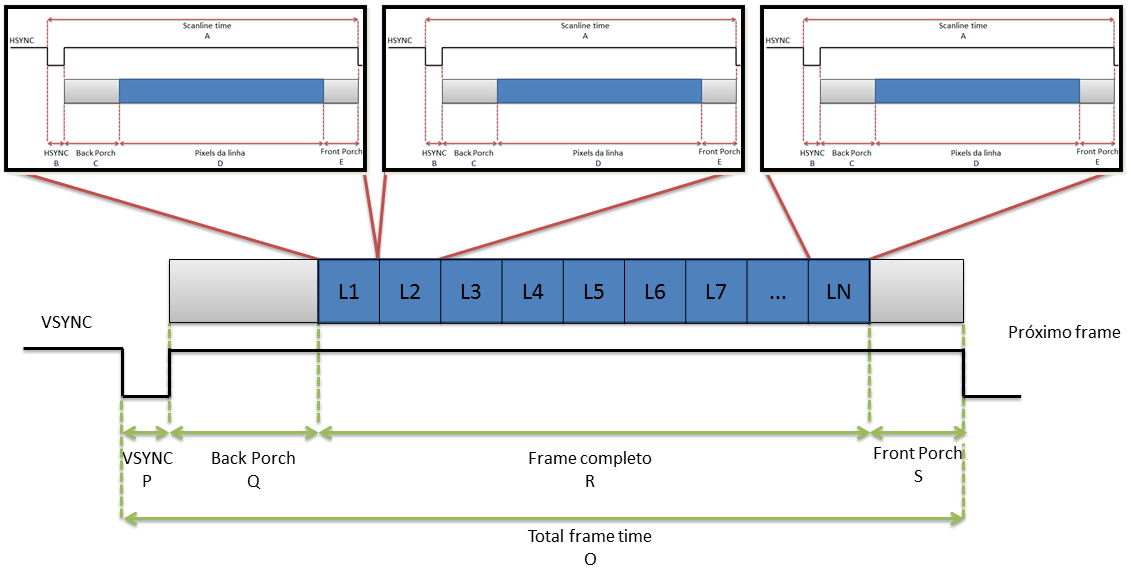 Scanline time
A
HSYNC
HSYNC
B
Back Porch
C
Pixels da linha
D
Front Porch
E
Scanline time
A
HSYNC
HSYNC
B
Back Porch
C
Pixels da linha
D
Front Porch
E
Scanline time
A
HSYNC
HSYNC
B
Back Porch
C
Pixels da linha
D
Front Porch
E
L1 L2 L3 L4 L5 L6 L7 ... LN
VSYNC
Próximo frame
VSYNC
P
Back Porch
Q
Frame completo
R
Front Porch
S
Total frame time
O